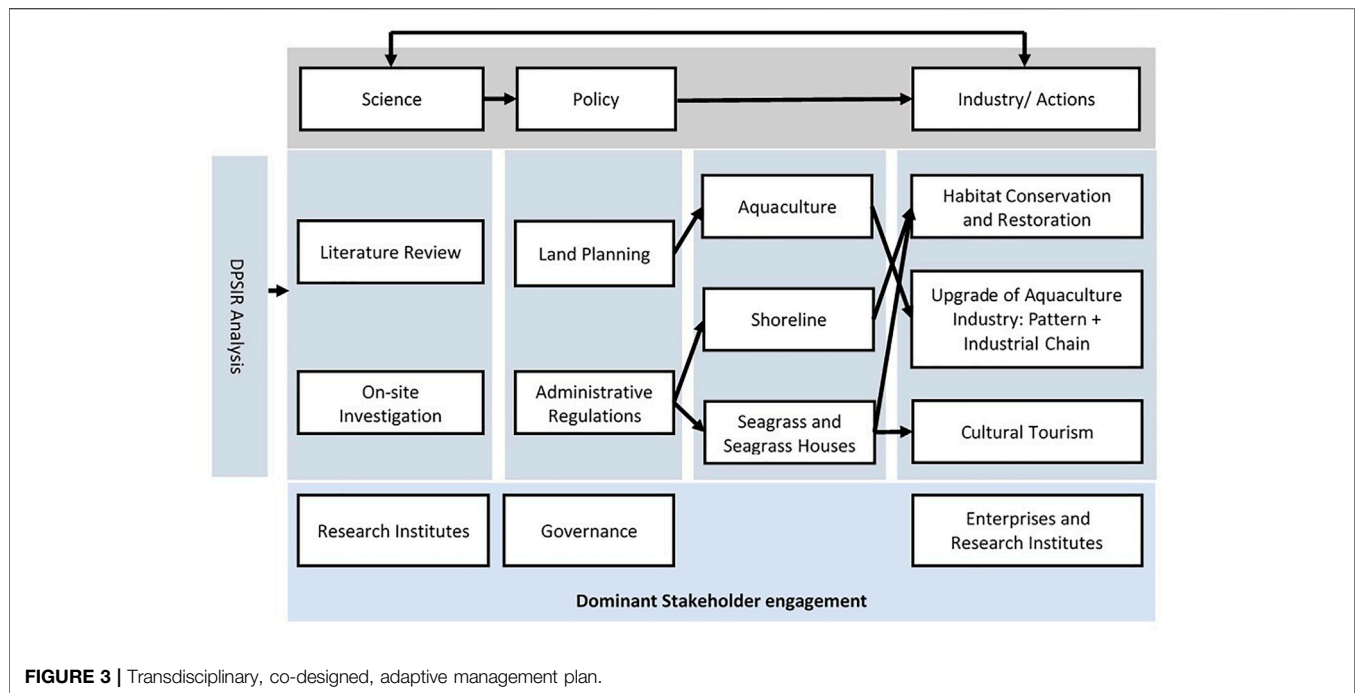 Science
Policy
Industry/ Actions
DPSIR Analysis
Literature Review
On-site
Investigation
Land Planning
Administrative
Regulations
Aquaculture
Shoreline
Seagrass and
Seagrass Houses
Habitat Conservation
and Restoration
Upgrade of Aquaculture
Industry: Pattern +
Industrial Chain
Cultural Tourism
Research Institutes
Governance
Enterprises and
Research Institutes
Dominant Stakeholder engagement
FIGURE 3 | Transdisciplinary, co-designed, adaptive management plan.